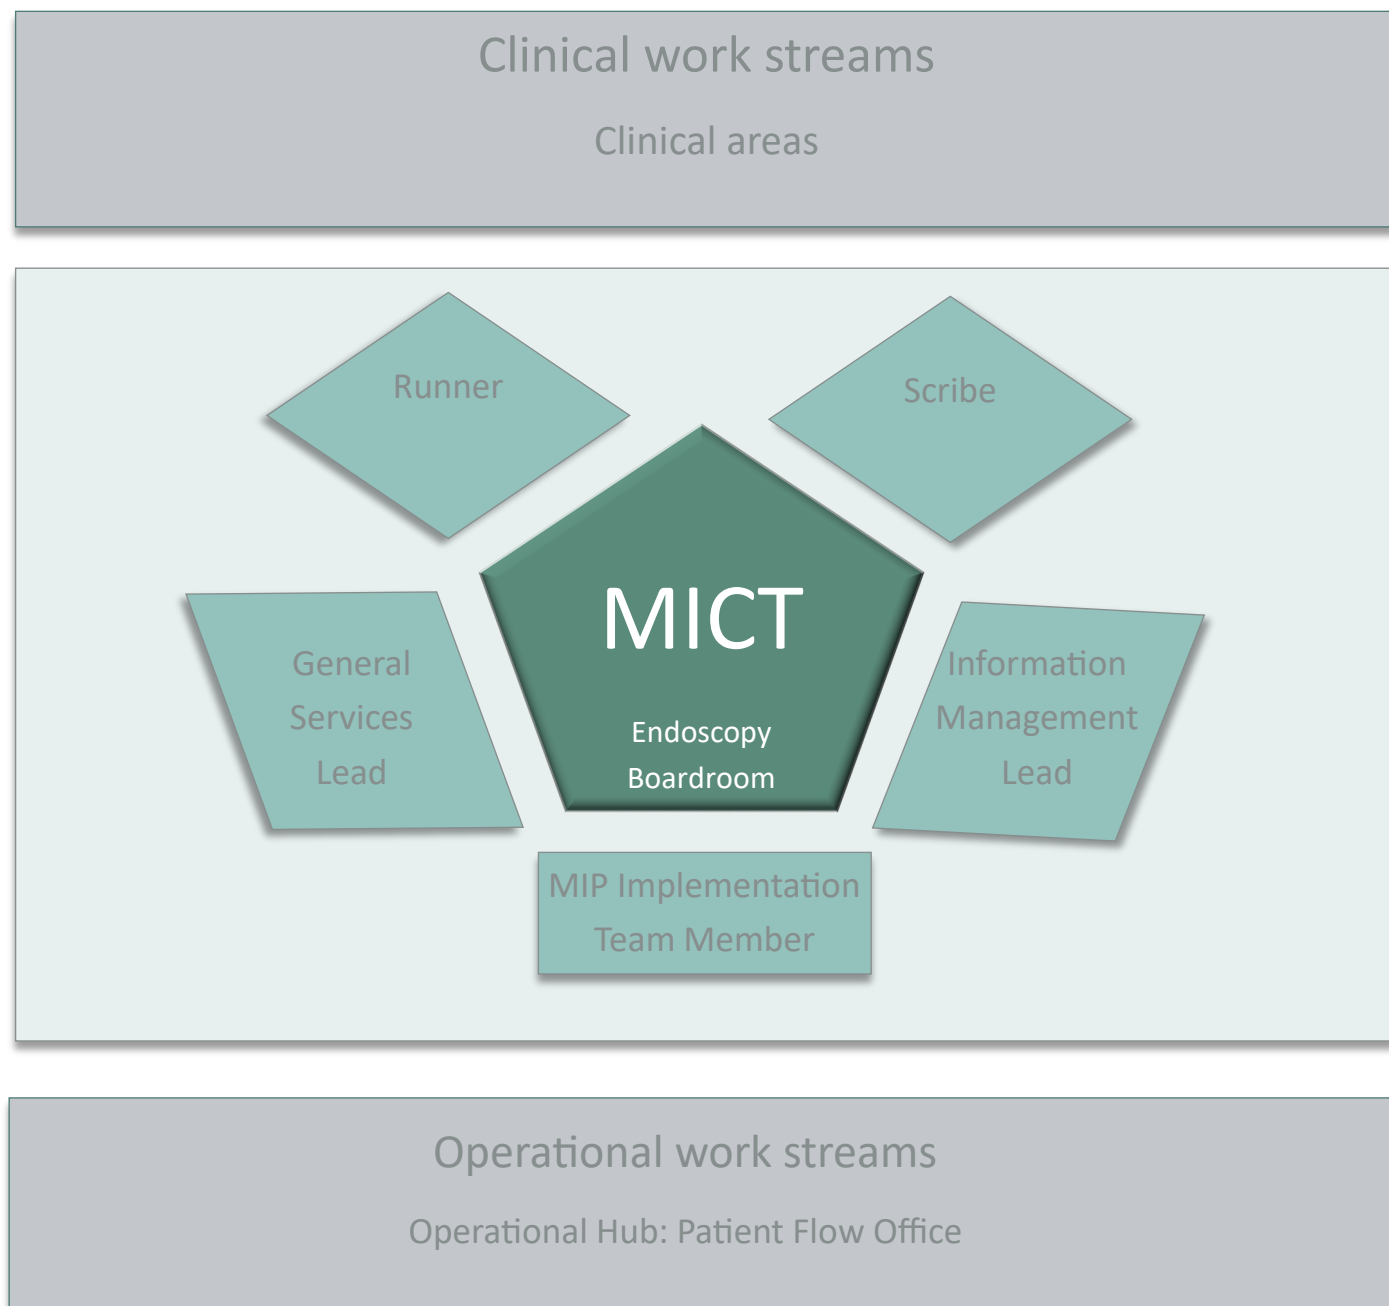 Clinical work streams
Clinical areas
Runner
Scribe
MICT
Endoscopy
Boardroom
General
Services
Lead
Information
Management
Lead
MIP Implementation
Team Member
Operational work streams
Operational Hub: Patient Flow Office